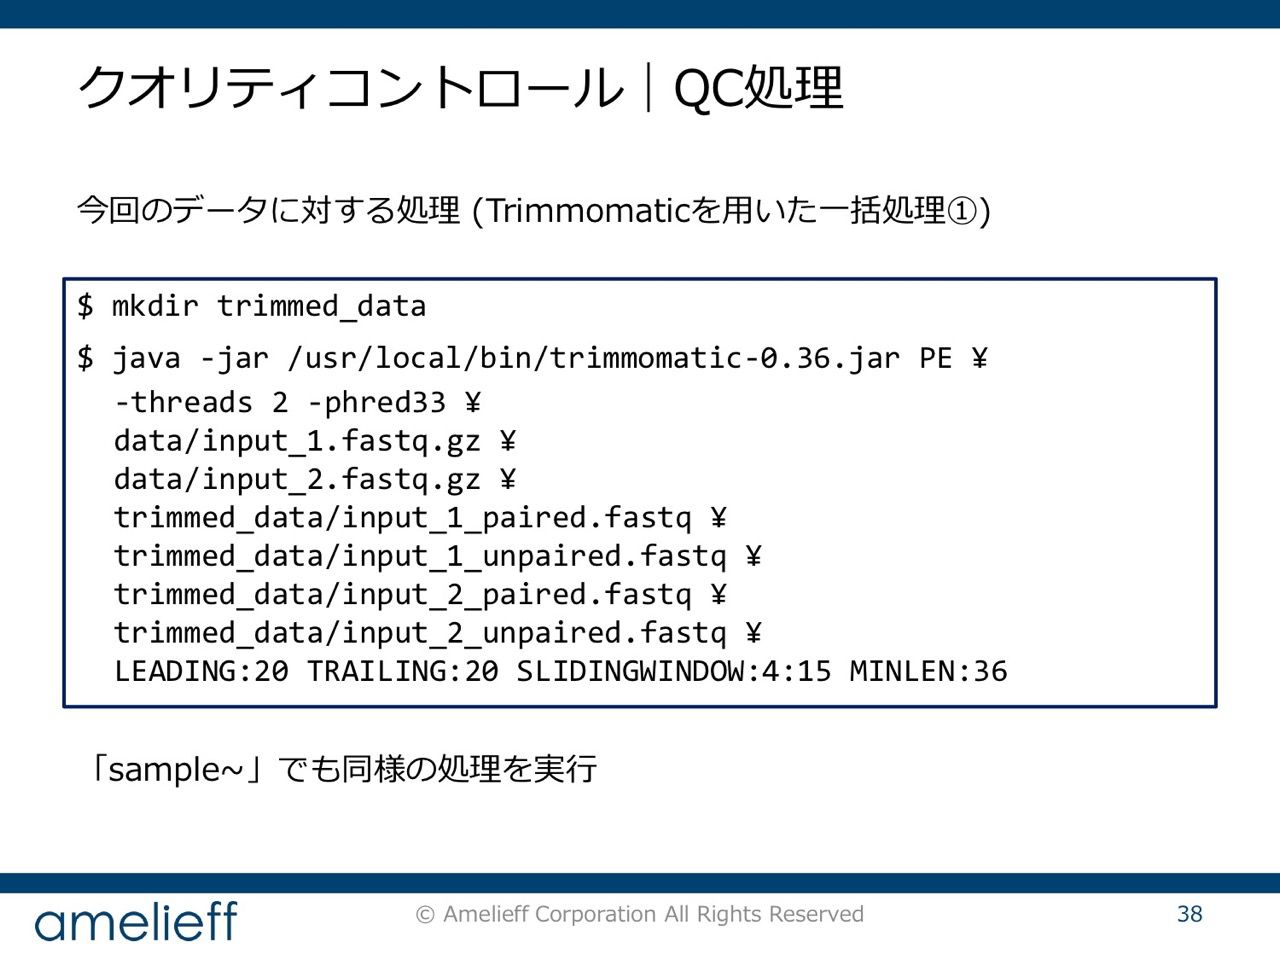 クオリティコントロール｜QC処理
今回のデータに対する処理 (Trimmomaticを用いた一括処理①)
$ mkdir trimmed_data
$ java -jar /usr/local/bin/trimmomatic-0.36.jar PE ¥
-threads 2 -phred33 ¥
data/input_1.fastq.gz ¥
data/input_2.fastq.gz ¥
trimmed_data/input_1_paired.fastq ¥
trimmed_data/input_1_unpaired.fastq ¥
trimmed_data/input_2_paired.fastq ¥
trimmed_data/input_2_unpaired.fastq ¥
LEADING:20 TRAILING:20 SLIDINGWINDOW:4:15 MINLEN:36
「sample~」でも同様の処理を実行
amelieff
© Amelieff Corporation All Rights Reserved
38